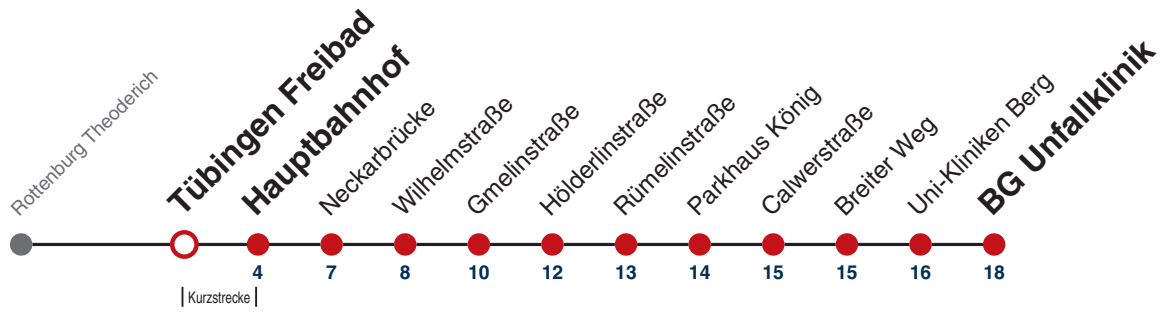 Rottenburg Theoderich
Tübingen Freibad
Hauptbahnhof
Neckarbrücke
Wilhelmstraße
Gmelinstraße
Hölderlinstraße
Rümelinstraße
Parkhaus König
Calwerstraße
Breiter Weg
Uni-Kliniken Berg
BG Unfallklinik
4 7 8 10 12 13 14 15 15 16 18
Kurzstrecke